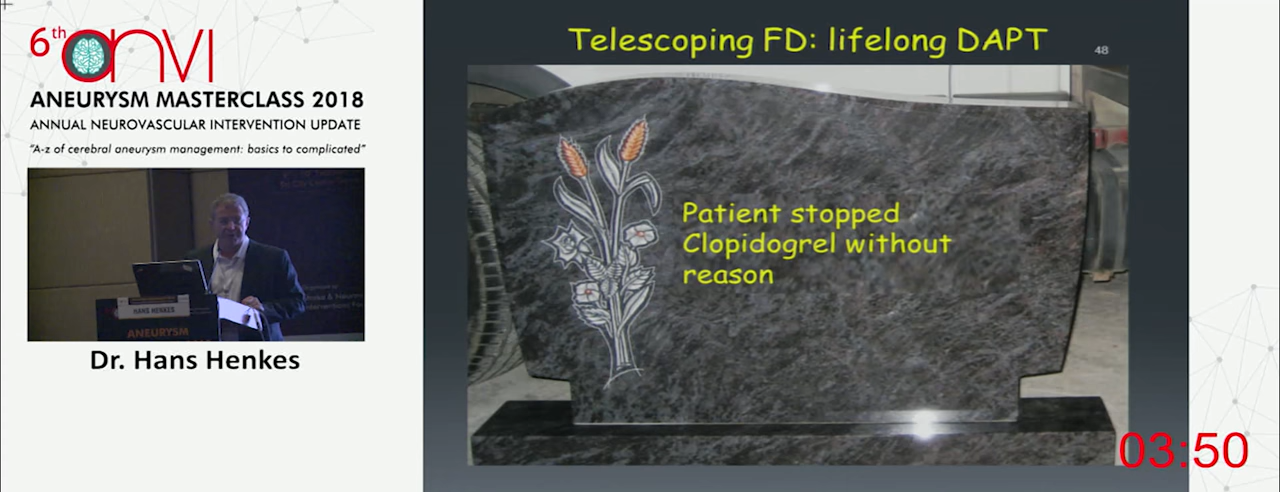 6th anvi
ANEURYSM MASTERCLASS 2018
ANNUAL NEUROVASCULAR INTERVENTION UPDATE
"A-z of cerebral aneurysm management: basics to complicated"
HANS HENKES
ANEURYSM
Dr. Hans Henkes
Telescoping FD: lifelong DAPT
48
Patient stopped
Clopidogrel without
reason
03:50